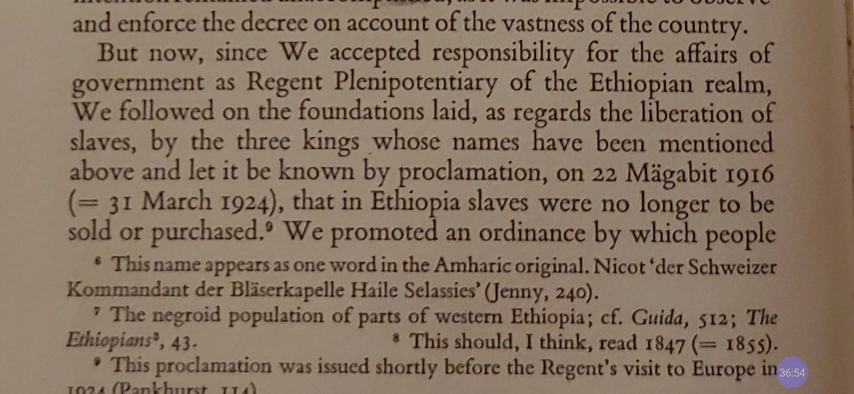 and enforce the decree on account of the vastness of the country.
But now, since We accepted responsibility for the affairs of
government as Regent Plenipotentiary of the Ethiopian realm,
We followed on the foundations laid, as regards the liberation of
slaves, by the three kings whose names have been mentioned
above and let it be known by proclamation, on 22 Mägabit 1916
(= 31 March 1924), that in Ethiopia slaves were no longer to be
sold or purchased.⁹ We promoted an ordinance by which people
⁶ This name appears as one word in the Amharic original. Nicot ‘der Schweizer
Kommandant der Bläserkapelle Haile Selassies’ (Jenny, 240).
⁷ The negroid population of parts of western Ethiopia; cf. Guida, 512; The
Ethiopians³, 43. ⁸ This should, I think, read 1847 (= 1855).
⁹ This proclamation was issued shortly before the Regent's visit to Europe in
1924 (Pankhurst, 114)
36:54